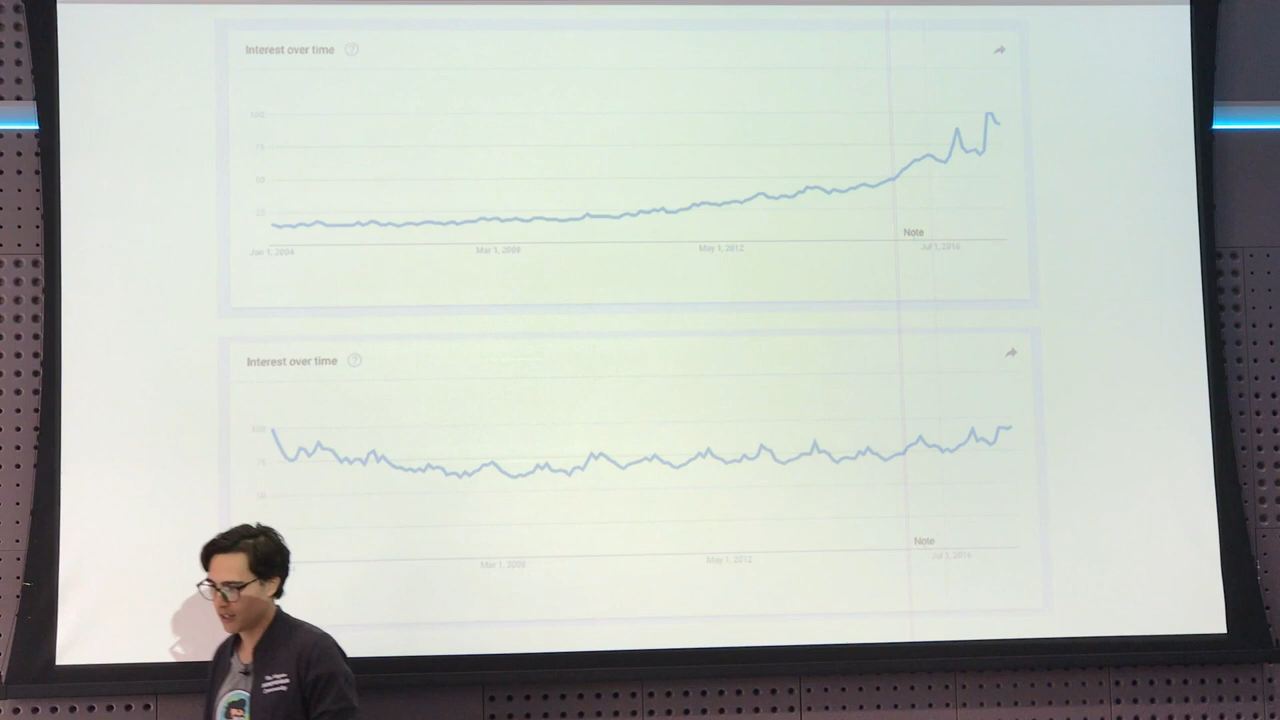 Interest over time ?
100
75
50
25
Note
Jan 1, 2004 Mar 1, 2008 May 1, 2012 Jul 1, 2016
Interest over time ?
100
75
50
Note
Mar 1, 2008 May 1, 2012 Jul 1, 2016